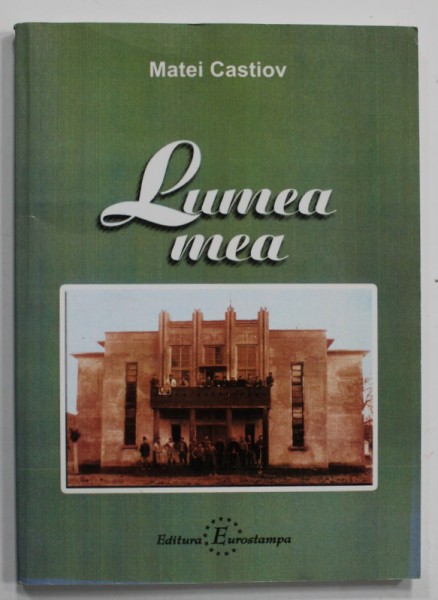 Matei Castiov
Lumea
mea
Editura Eurostampa